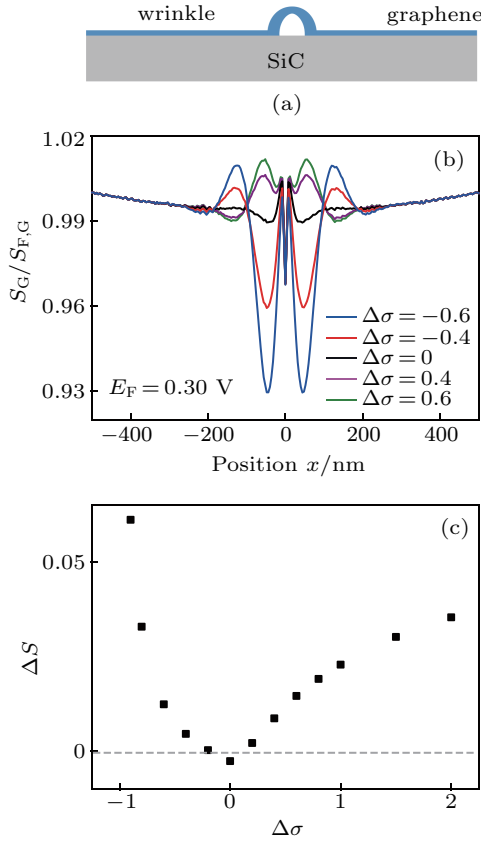 wrinkle graphene
SiC
(a)
1.02
(b)
0.99
S_G/S_F,G
0.96
Δσ=−0.6
Δσ=−0.4
Δσ=0
Δσ=0.4
Δσ=0.6
0.93
E_F=0.30 V
−400 −200 0 200 400
Position x/nm
(c)
0.05
ΔS
0
−1 0 1 2
Δσ